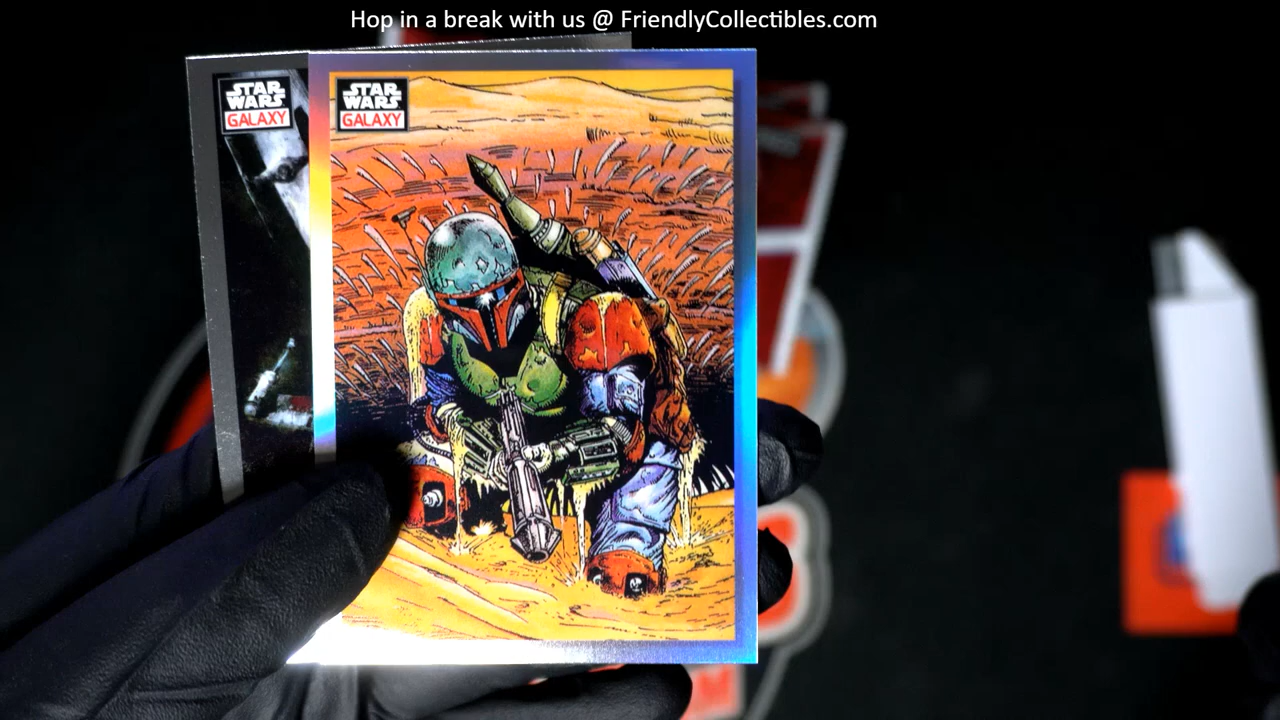 Hop in a break with us @ FriendlyCollectibles.com
STAR
WARS
GALAXY
STAR
WARS
GALAXY